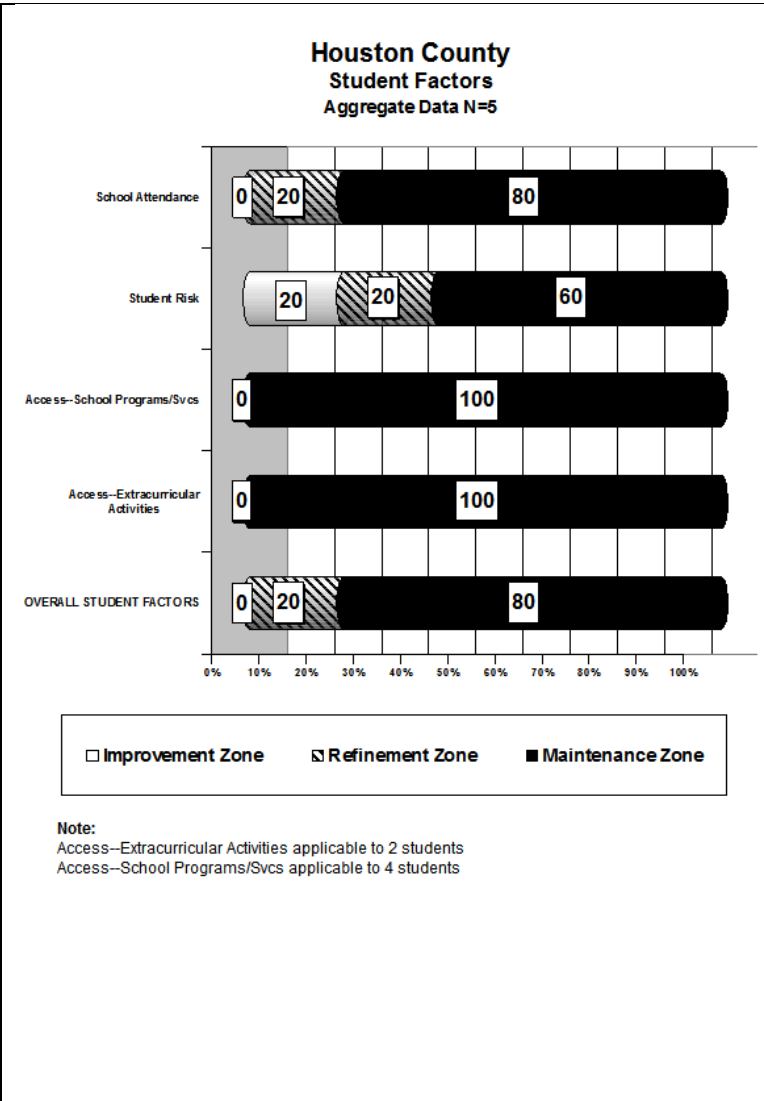 Houston County
Student Factors
Aggregate Data N=5
School Attendance
0 20 80
Student Risk
20 20 60
Access--School Programs/Svcs
0 100
Access--Extracurricular
Activities
0 100
OVERALL STUDENT FACTORS
0 20 80
0% 10% 20% 30% 40% 50% 60% 70% 80% 90% 100%
Improvement Zone Refinement Zone Maintenance Zone
Note:
Access--Extracurricular Activities applicable to 2 students
Access--School Programs/Svcs applicable to 4 students